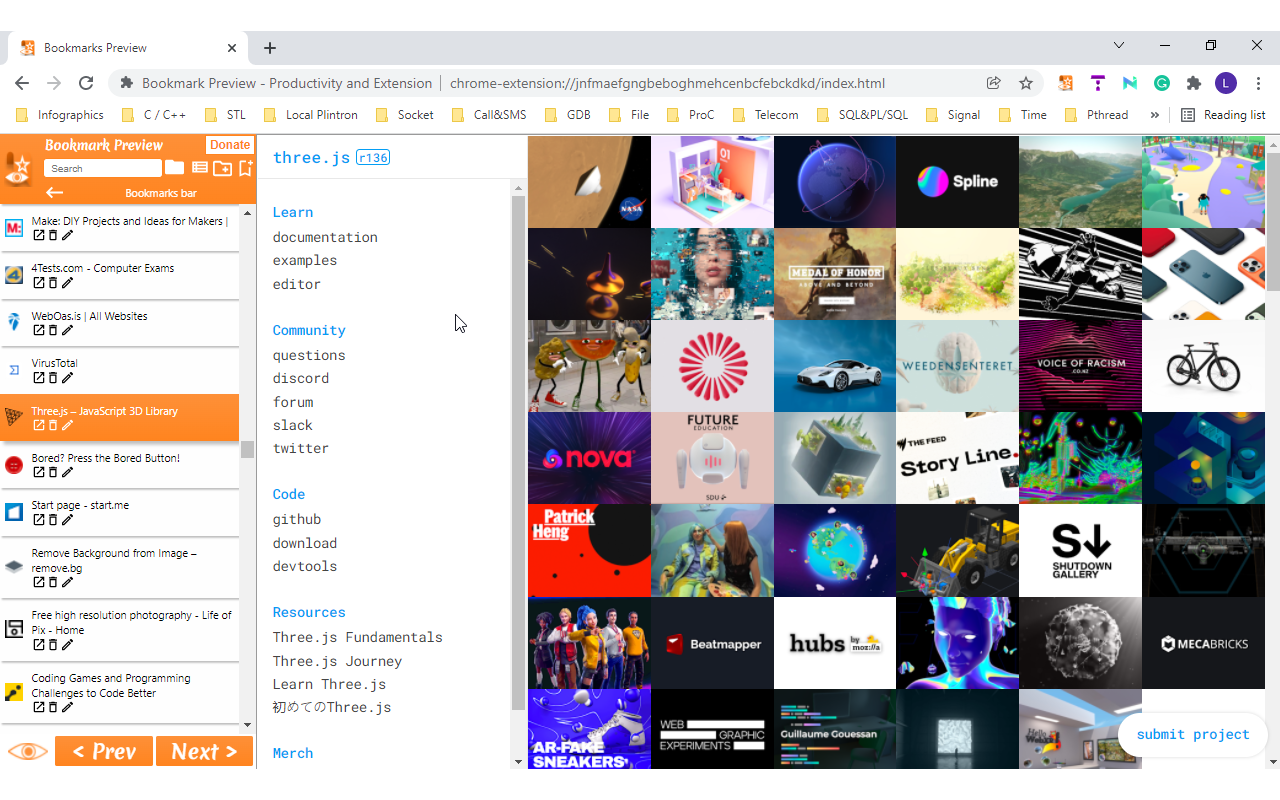 Bookmarks Preview
Bookmark Preview - Productivity and Extension | chrome-extension://jnfmaefgngbeboghmehcenbcfebckdkd/index.html
L
Infographics C / C++ STL Local Plintron Socket Call&SMS GDB File ProC Telecom SQL&PL/SQL Signal Time Pthread » Reading list
Bookmark Preview Donate
Search
Bookmarks bar
Make: DIY Projects and Ideas for Makers |
4Tests.com - Computer Exams
WebOas.is | All Websites
VirusTotal
Three.js – JavaScript 3D Library
Bored? Press the Bored Button!
Start page - start.me
Remove Background from Image –
remove.bg
Free high resolution photography - Life of
Pix - Home
Coding Games and Programming
Challenges to Code Better
< Prev Next >
three.js r136
Learn
documentation
examples
editor
Community
questions
discord
forum
slack
twitter
Code
github
download
devtools
Resources
Three.js Fundamentals
Three.js Journey
Learn Three.js
初めてのThree.js
Merch
NASA
01
Spline
MEDAL OF HONOR
ABOVE AND BEYOND
WEEDENSENTERET
VOICE OF RACISM
.CO.NZ
nova
FUTURE
EDUCATION
SDU
THE FEED
Story Line.
Patrick
Heng
S
SHUTDOWN
GALLERY
Beatmapper
hubs by
moz://a
MECABRICKS
AR-FAKE
SNEAKERS
WEB
GRAPHIC
EXPERIMENTS
Guillaume Gouessan
Hello
submit project